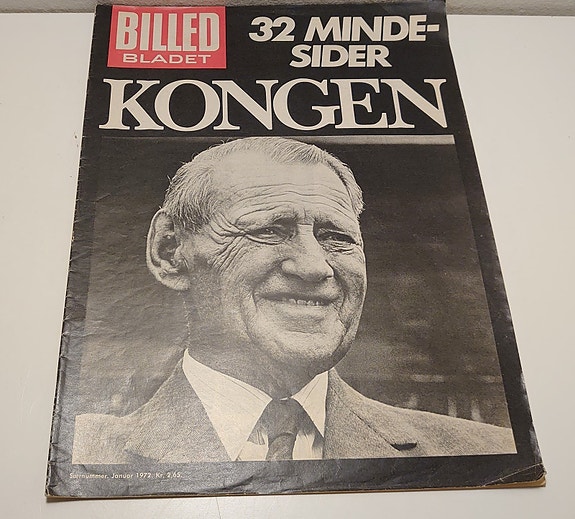 BILLED
BLADET
32 MINDE-
SIDER
KONGEN
Særnummer. Januar 1972. Kr. 2,65.